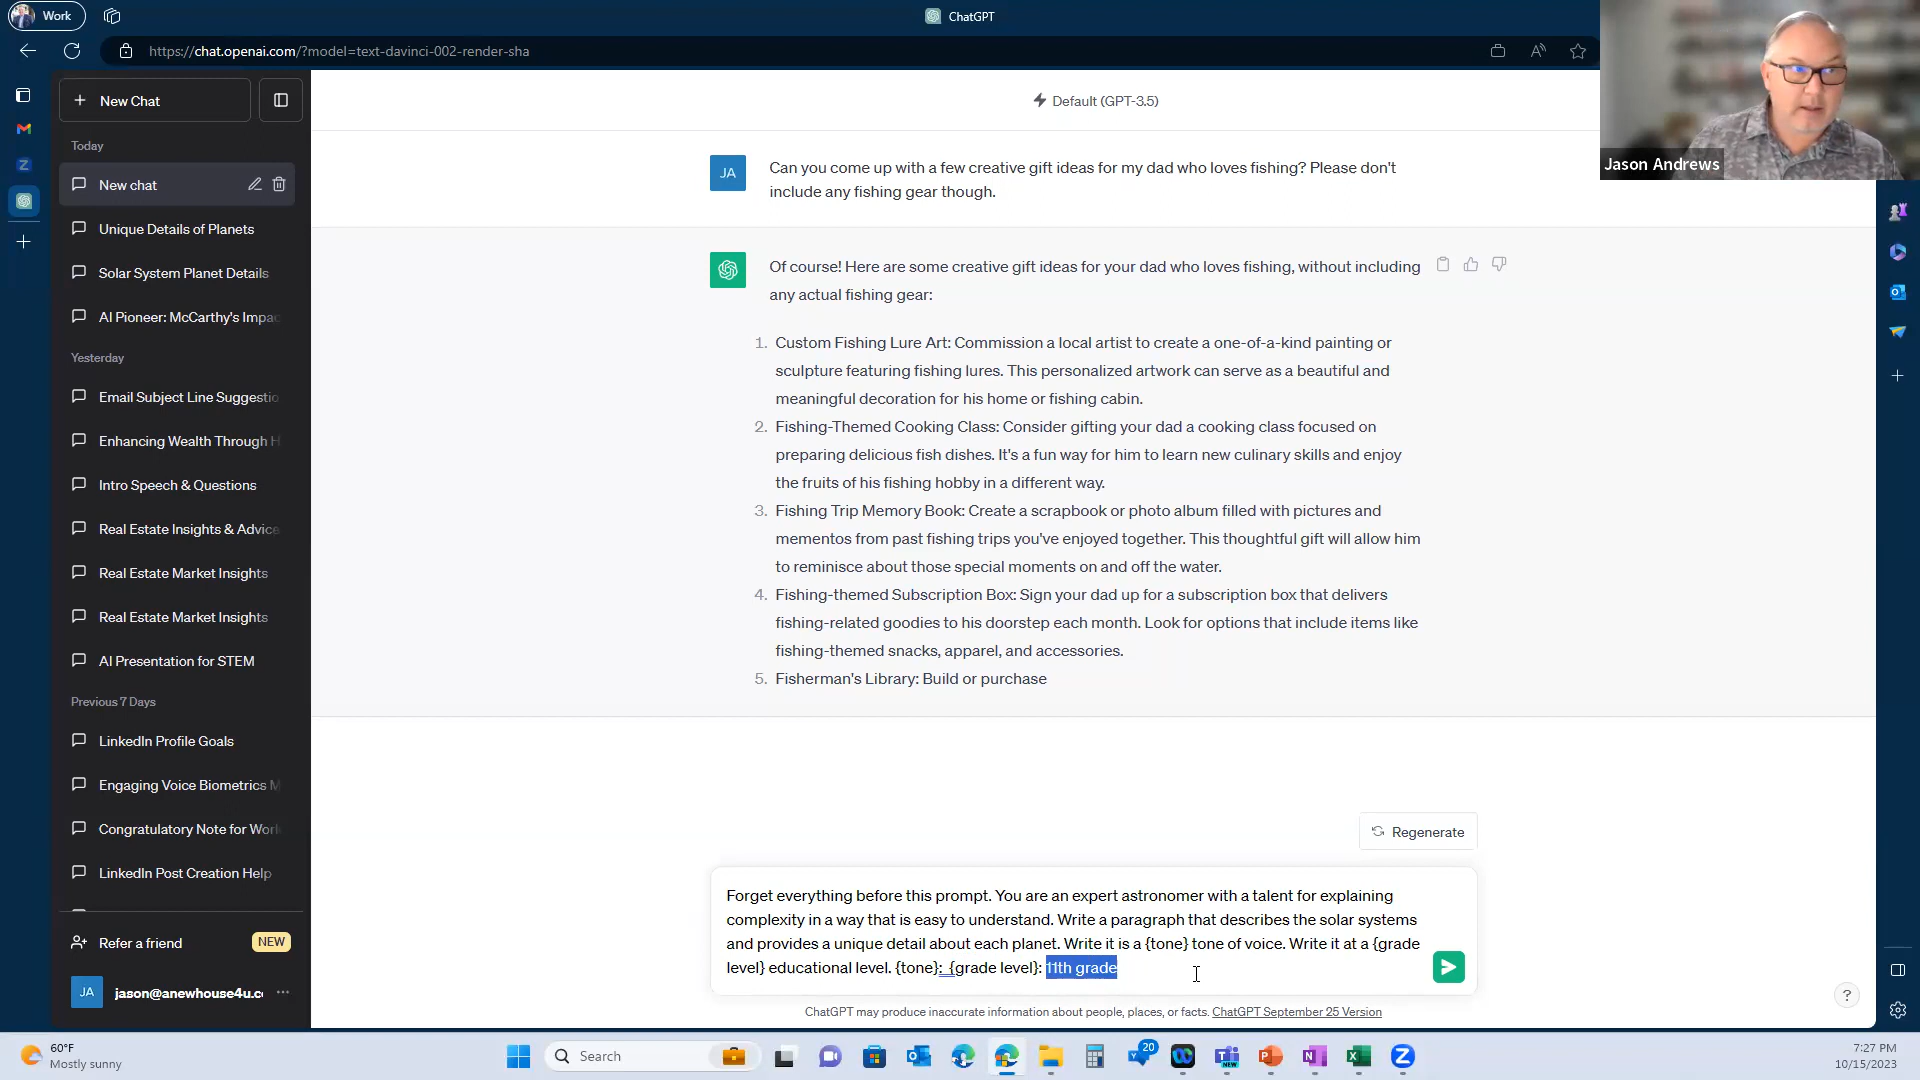 Work
ChatGPT
https://chat.openai.com/?model=text-davinci-002-render-sha
Jason Andrews
New Chat
Today
New chat
Unique Details of Planets
Solar System Planet Details
AI Pioneer: McCarthy's Impa
Yesterday
Email Subject Line Suggestio
Enhancing Wealth Through H
Intro Speech & Questions
Real Estate Insights & Advice
Real Estate Market Insights
Real Estate Market Insights
AI Presentation for STEM
Previous 7 Days
LinkedIn Profile Goals
Engaging Voice Biometrics M
Congratulatory Note for Work
LinkedIn Post Creation Help
Refer a friend
NEW
JA
jason@anewhouse4u.co
Default (GPT-3.5)
JA
Can you come up with a few creative gift ideas for my dad who loves fishing? Please don't
include any fishing gear though.
Of course! Here are some creative gift ideas for your dad who loves fishing, without including
any actual fishing gear:
1. Custom Fishing Lure Art: Commission a local artist to create a one-of-a-kind painting or
sculpture featuring fishing lures. This personalized artwork can serve as a beautiful and
meaningful decoration for his home or fishing cabin.
2. Fishing-Themed Cooking Class: Consider gifting your dad a cooking class focused on
preparing delicious fish dishes. It's a fun way for him to learn new culinary skills and enjoy
the fruits of his fishing hobby in a different way.
3. Fishing Trip Memory Book: Create a scrapbook or photo album filled with pictures and
mementos from past fishing trips you've enjoyed together. This thoughtful gift will allow him
to reminisce about those special moments on and off the water.
4. Fishing-themed Subscription Box: Sign your dad up for a subscription box that delivers
fishing-related goodies to his doorstep each month. Look for options that include items like
fishing-themed snacks, apparel, and accessories.
5. Fisherman's Library: Build or purchase
Regenerate
Forget everything before this prompt. You are an expert astronomer with a talent for explaining
complexity in a way that is easy to understand. Write a paragraph that describes the solar systems
and provides a unique detail about each planet. Write it is a {tone} tone of voice. Write it at a {grade
level} educational level. {tone}:  {grade level}: 11th grade
ChatGPT may produce inaccurate information about people, places, or facts. ChatGPT September 25 Version
?
60°F
Mostly sunny
Search
20
NEW
7:27 PM
10/15/2023